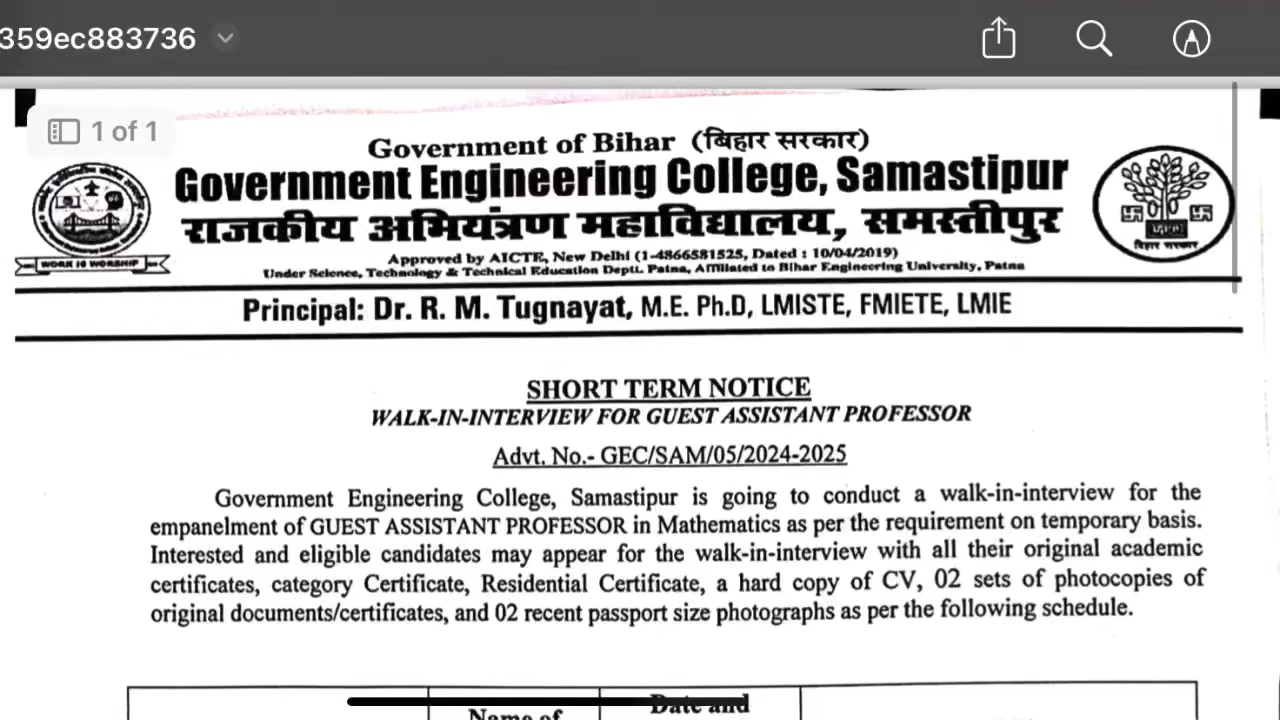 359ec883736
1 of 1
Government of Bihar (बिहार सरकार)
Government Engineering College, Samastipur
राजकीय अभियंत्रण महाविद्यालय, समस्तीपुर
Approved by AICTE, New Delhi (1-4866581525, Dated : 10/04/2019)
Under Science, Technology & Technical Education Deptt. Patna, Affiliated to Bihar Engineering University, Patna
WORK IS WORSHIP
बिहार सरकार
Principal: Dr. R. M. Tugnayat, M.E. Ph.D, LMISTE, FMIETE, LMIE
SHORT TERM NOTICE
WALK-IN-INTERVIEW FOR GUEST ASSISTANT PROFESSOR
Advt. No.- GEC/SAM/05/2024-2025
Government Engineering College, Samastipur is going to conduct a walk-in-interview for the
empanelment of GUEST ASSISTANT PROFESSOR in Mathematics as per the requirement on temporary basis.
Interested and eligible candidates may appear for the walk-in-interview with all their original academic
certificates, category Certificate, Residential Certificate, a hard copy of CV, 02 sets of photocopies of
original documents/certificates, and 02 recent passport size photographs as per the following schedule.
Date and
Name of